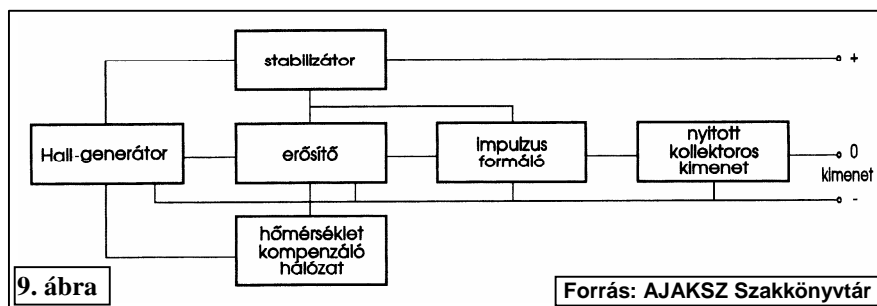 stabilizátor
+
Hall-generátor
erősítő
impulzus
formáló
nyitott
kollektoros
kimenet
0
kimenet
-
hőmérséklet
kompenzáló
hálózat
9. ábra
Forrás: AJAKSZ Szakkönyvtár